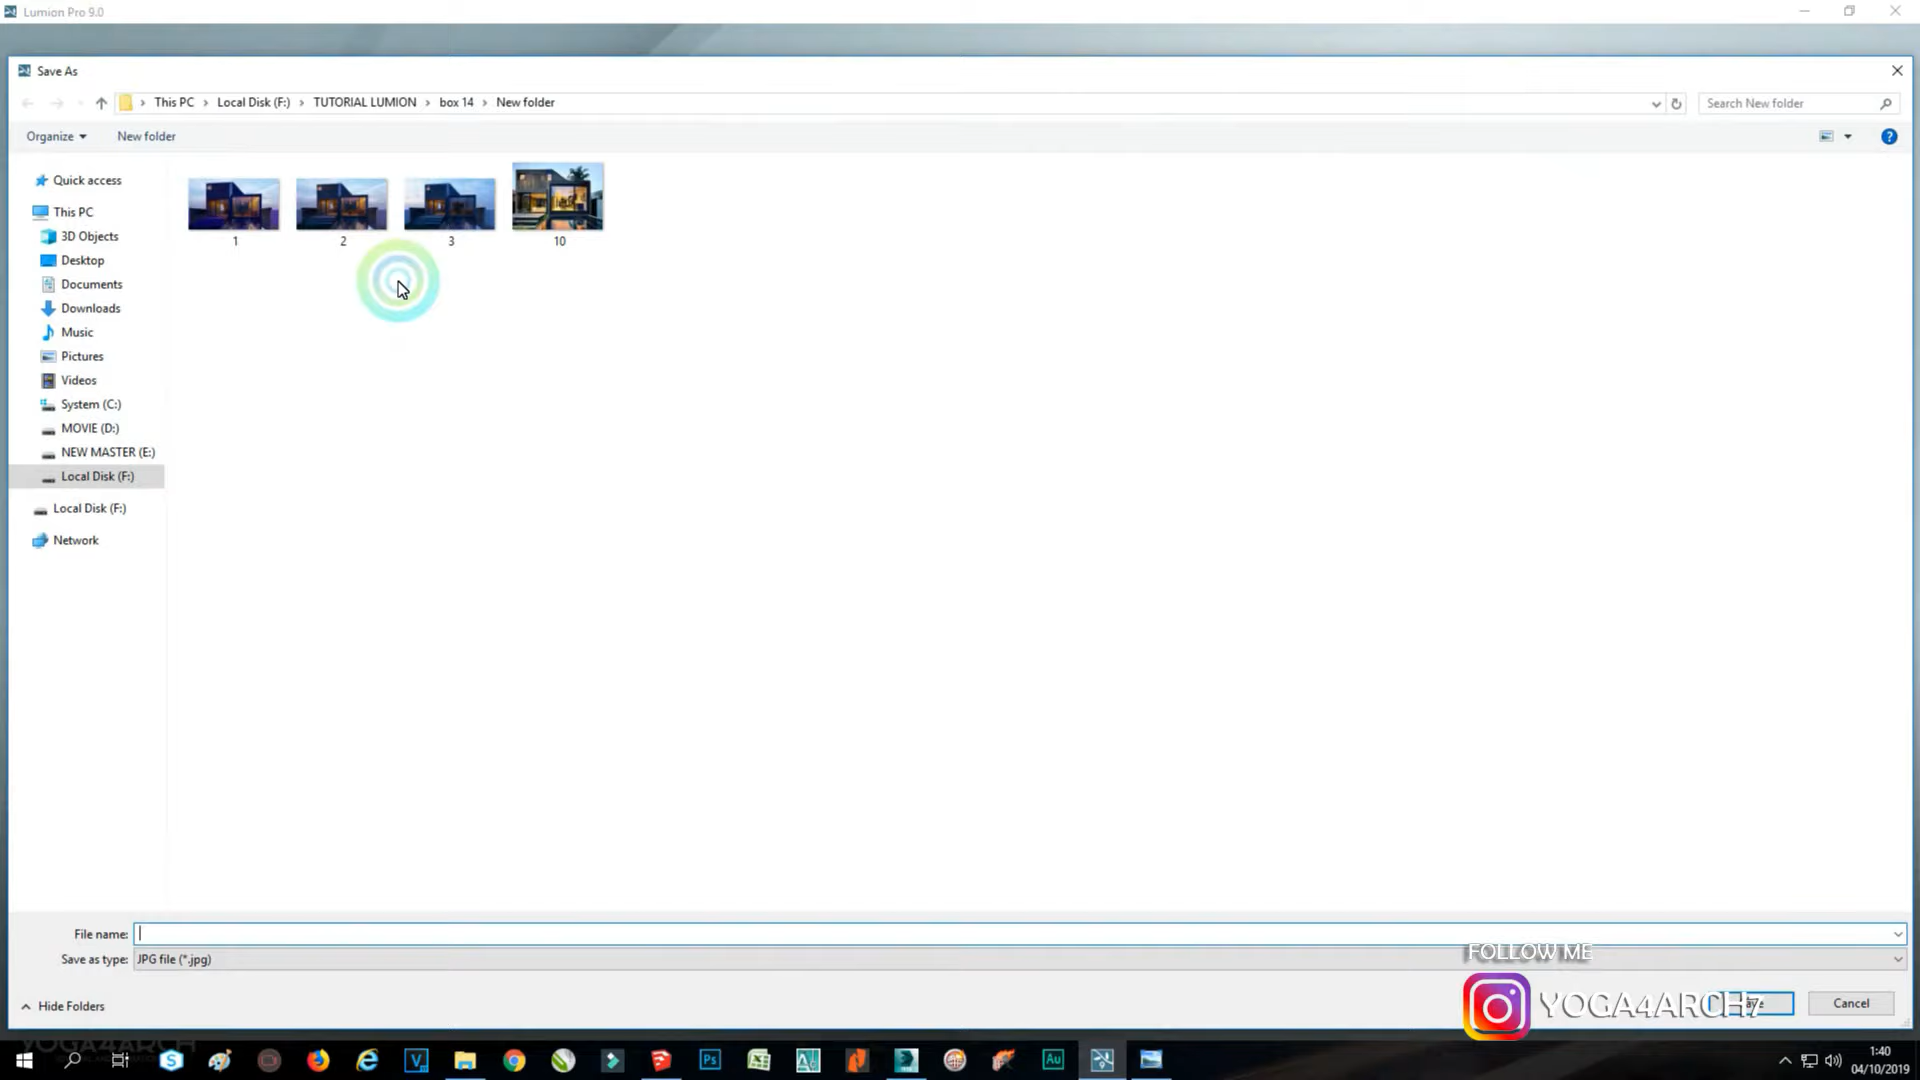 Lumion Pro 9.0
Save As
This PC > Local Disk (F:) > TUTORIAL LUMION > box 14 > New folder
Search New folder
Organize
New folder
Quick access
This PC
3D Objects
Desktop
Documents
Downloads
Music
Pictures
Videos
System (C:)
MOVIE (D:)
NEW MASTER (E:)
Local Disk (F:)
Local Disk (F:)
Network
1
2
3
10
File name:
Save as type: JPG file (*.jpg)
FOLLOW ME
YOGA4ARCH7
Cancel
Hide Folders
YOGA4ARCH
1:40
04/10/2019